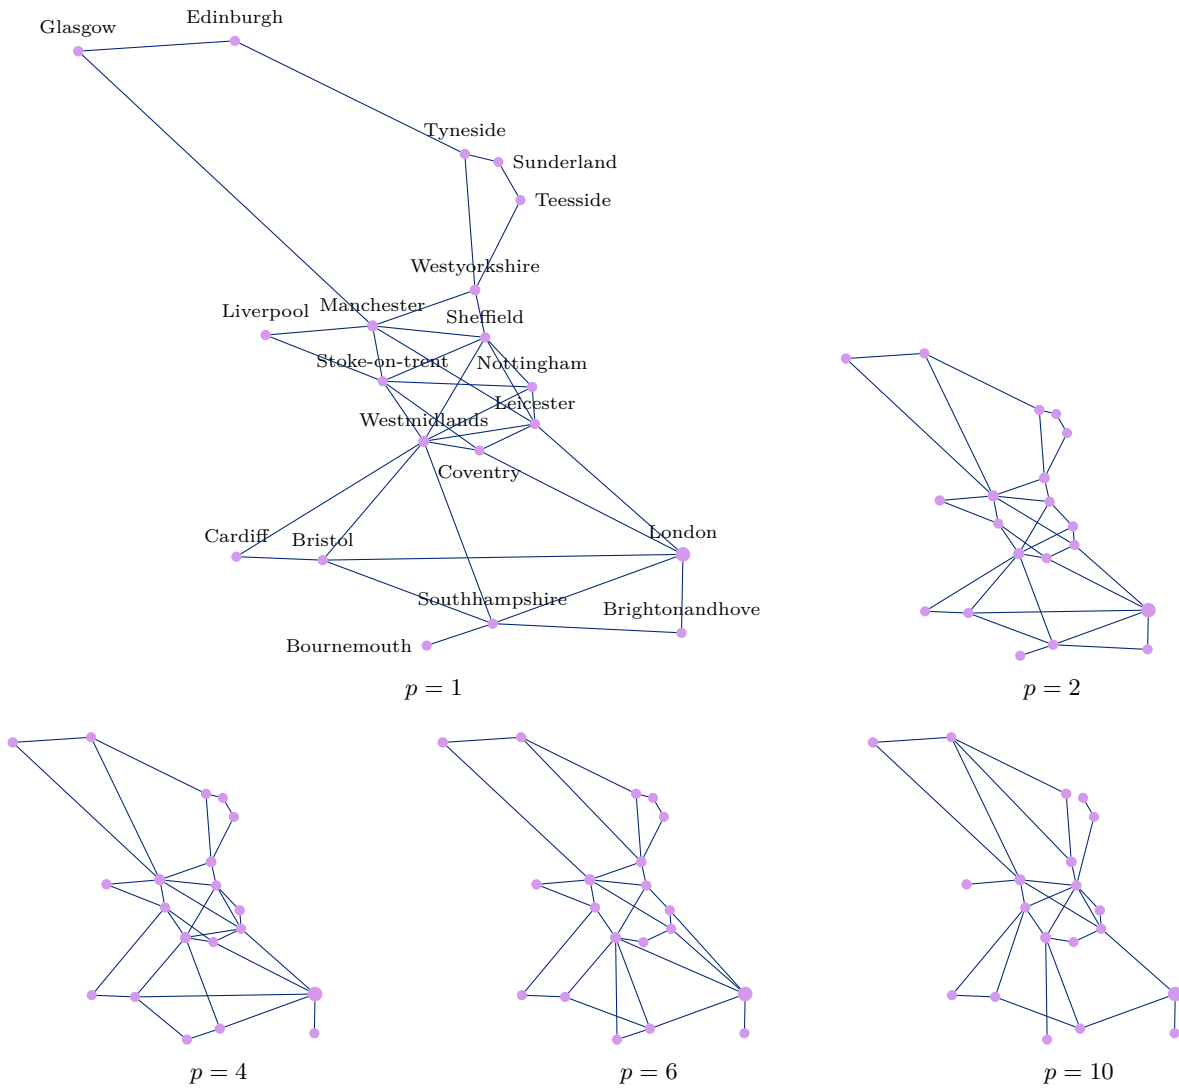 Edinburgh
Glasgow
Tyneside
Sunderland
Teesside
Westyorkshire
Manchester
Liverpool
Sheffield
Stoke-on-trent
Nottingham
Leicester
Westmidlands
Coventry
London
Cardiff
Bristol
Southhampshire
Brightonandhove
Bournemouth
p = 1
p = 2
p = 4
p = 6
p = 10